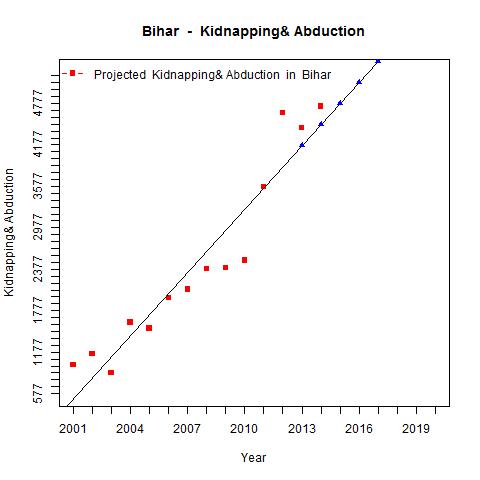 Bihar - Kidnapping& Abduction
Projected Kidnapping& Abduction in Bihar
Kidnapping& Abduction
4777
4177
3577
2977
2377
1777
1177
577
2001 2004 2007 2010 2013 2016 2019
Year